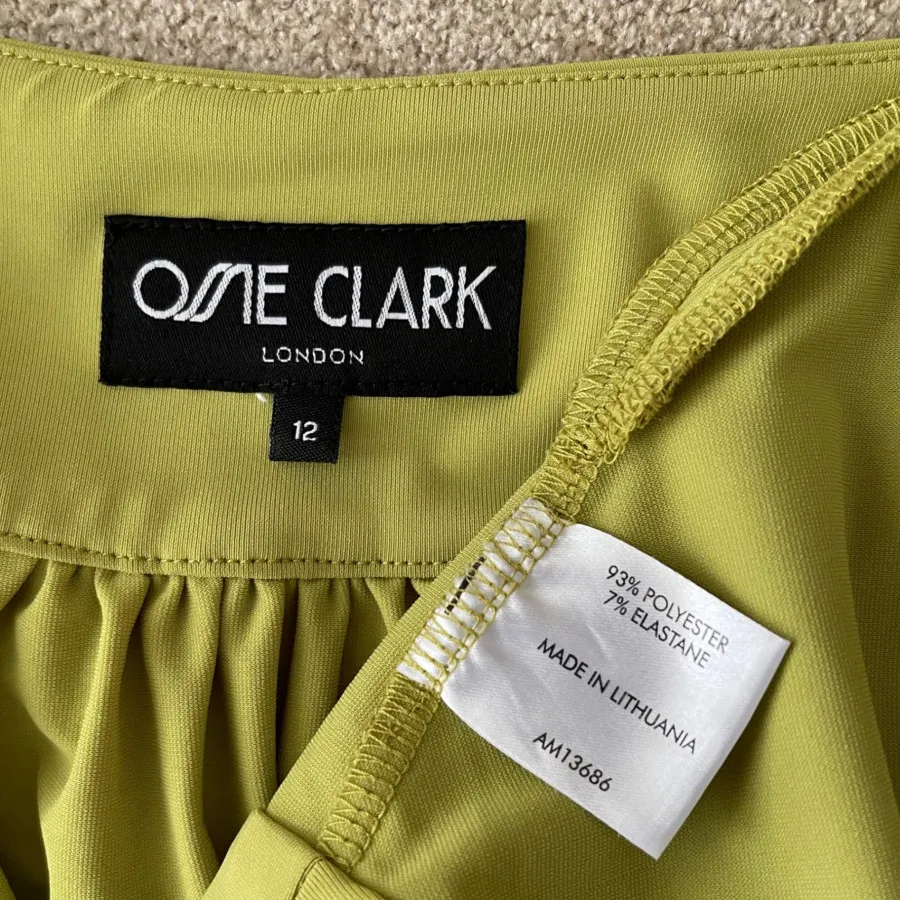 OSSIE CLARK
LONDON
12
93% POLYESTER
7% ELASTANE
MADE IN LITHUANIA
AM13686